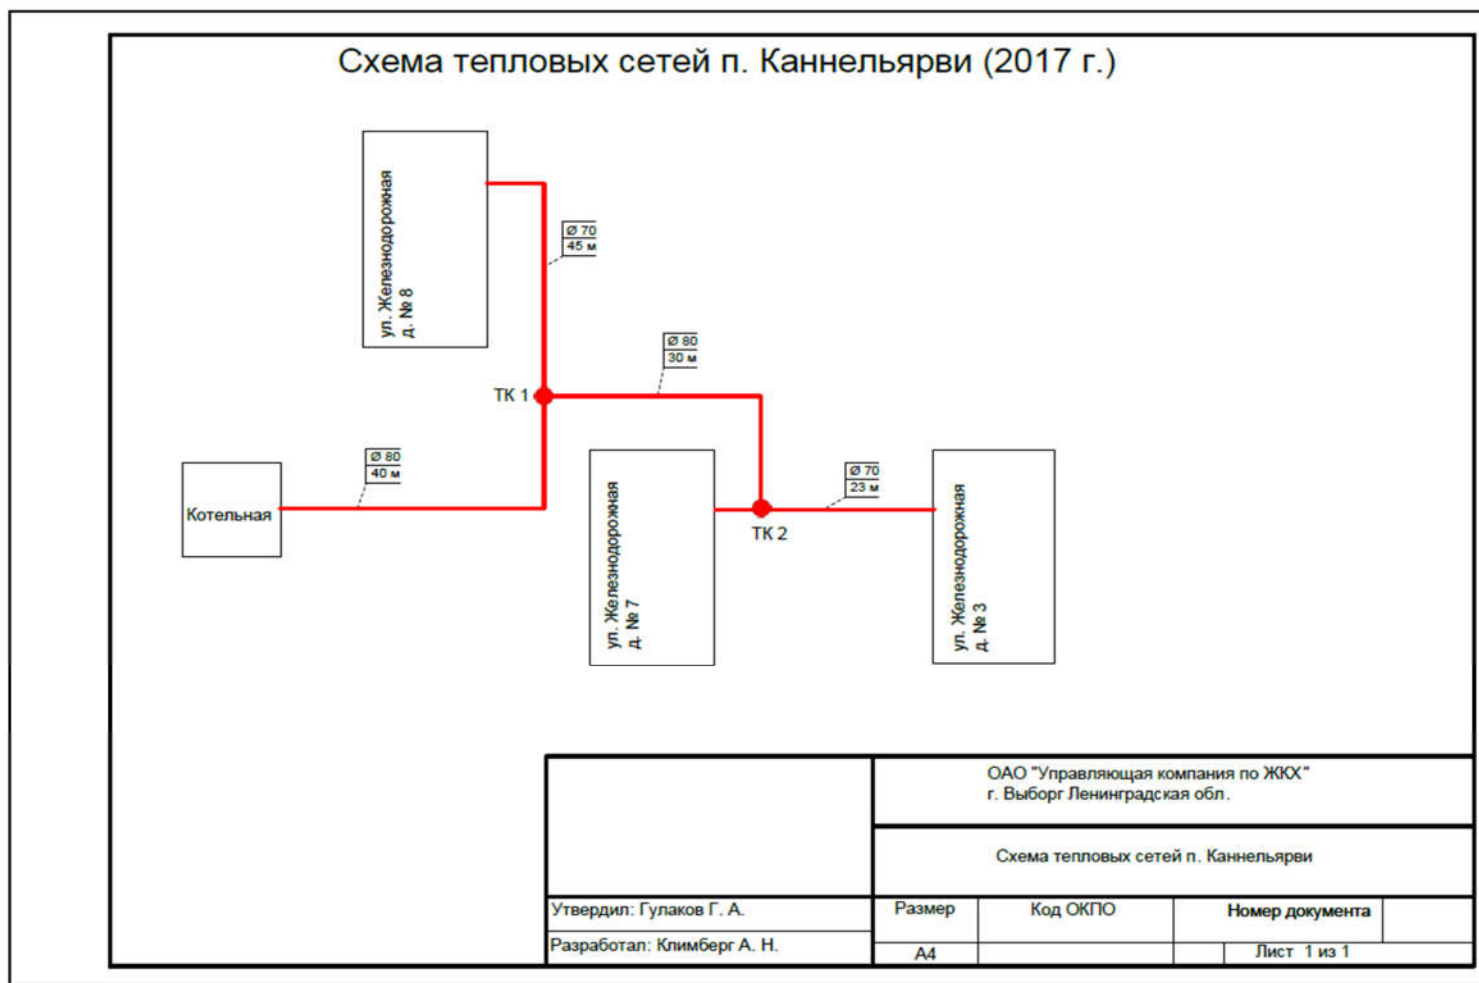 Схема тепловых сетей п. Каннельярви (2017 г.)
ул. Железнодорожная
д. № 8
Ø 70
45 м
Ø 80
30 м
ТК 1
Ø 80
40 м
Котельная
ул. Железнодорожная
д. № 7
Ø 70
23 м
ТК 2
ул. Железнодорожная
д. № 3
ОАО "Управляющая компания по ЖКХ"
г. Выборг Ленинградская обл.
Схема тепловых сетей п. Каннельярви
Утвердил: Гулаков Г. А.
Разработал: Климберг А. Н.
Размер
Код ОКПО
Номер документа
А4
Лист 1 из 1